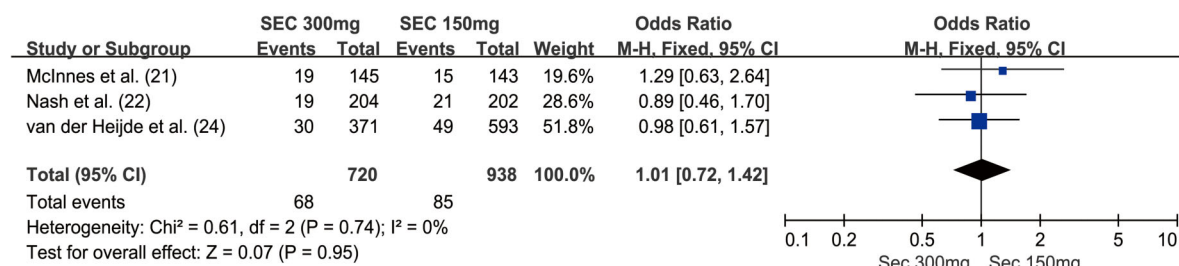 SEC 300mg SEC 150mg Odds Ratio Odds Ratio
Study or Subgroup Events Total Events Total Weight M-H, Fixed, 95% CI M-H, Fixed, 95% CI
McInnes et al. (21) 19 145 15 143 19.6% 1.29 [0.63, 2.64]
Nash et al. (22) 19 204 21 202 28.6% 0.89 [0.46, 1.70]
van der Heijde et al. (24) 30 371 49 593 51.8% 0.98 [0.61, 1.57]
Total (95% CI) 720 938 100.0% 1.01 [0.72, 1.42]
Total events 68 85
Heterogeneity: Chi² = 0.61, df = 2 (P = 0.74); I² = 0%
Test for overall effect: Z = 0.07 (P = 0.95)
0.1 0.2 0.5 1 2 5 10
Sec 300mg Sec 150mg